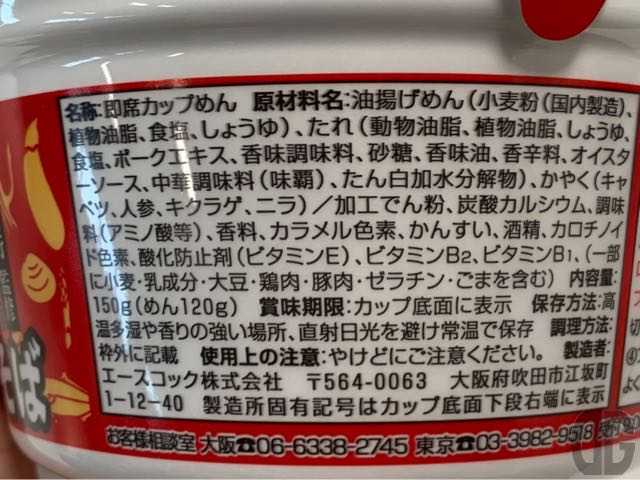 名称:即席カップめん 原材料名:油揚げめん(小麦粉(国内製造)、
植物油脂、食塩、しょうゆ)、たれ(動物油脂、植物油脂、しょうゆ、
食塩、ポークエキス、香味調味料、砂糖、香味油、香辛料、オイスタ
ーソース、中華調味料(味覇)、たん白加水分解物)、かやく(キャ
ベツ、人参、キクラゲ、ニラ)/加工でん粉、炭酸カルシウム、調味
料(アミノ酸等)、香料、カラメル色素、かんすい、酒精、カロチノイ
ド色素、酸化防止剤(ビタミンE)、ビタミンB2、ビタミンB1、(一部
に小麦・乳成分・大豆・鶏肉・豚肉・ゼラチン・ごまを含む) 内容量:
150g(めん120g) 賞味期限:カップ底面に表示 保存方法:高
温多湿や香りの強い場所、直射日光を避け常温で保存 調理方法:
枠外に記載 使用上の注意:やけどにご注意ください。 製造者:
エースコック株式会社 〒564-0063 大阪府吹田市江坂町
1-12-40 製造所固有記号はカップ底面下段右端に表示
お客様相談室 大阪☎06-6338-2745 東京☎03-3982-9578 受付9:0
監修
そば
切
④
よく